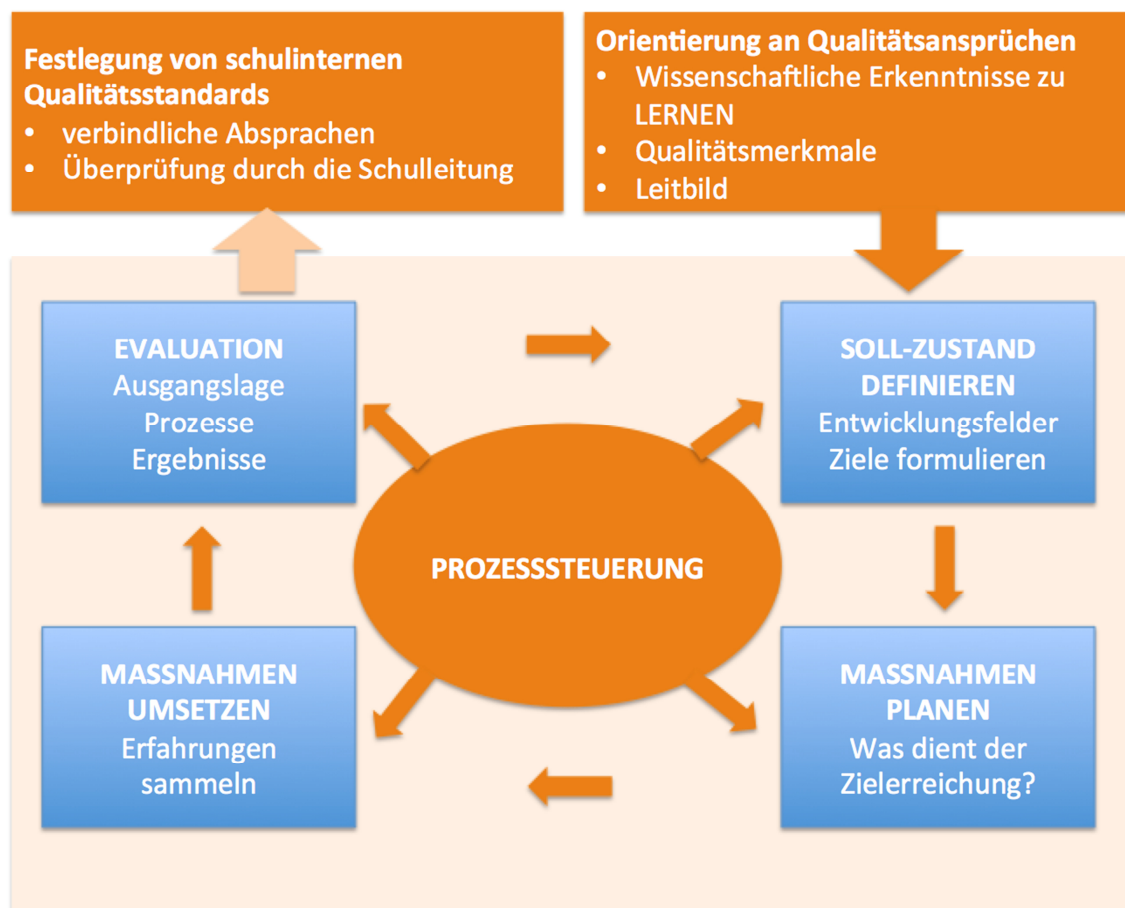 Festlegung von schulinternen
Qualitätsstandards
• verbindliche Absprachen
• Überprüfung durch die Schulleitung
Orientierung an Qualitätsansprüchen
• Wissenschaftliche Erkenntnisse zu
LERNEN
• Qualitätsmerkmale
• Leitbild
EVALUATION
Ausgangslage
Prozesse
Ergebnisse
SOLL-ZUSTAND
DEFINIEREN
Entwicklungsfelder
Ziele formulieren
PROZESSSTEUERUNG
MASSNAHMEN
UMSETZEN
Erfahrungen
sammeln
MASSNAHMEN
PLANEN
Was dient der
Zielerreichung?